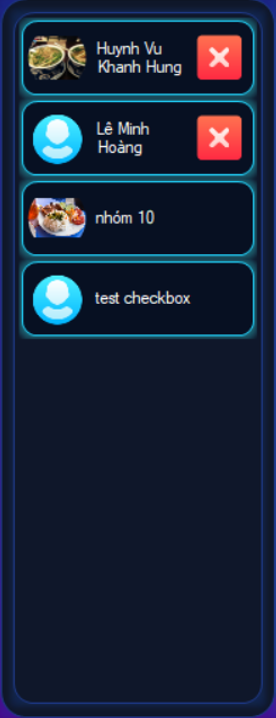 Huynh Vu
Khanh Hung
Lê Minh
Hoàng
nhóm 10
test checkbox